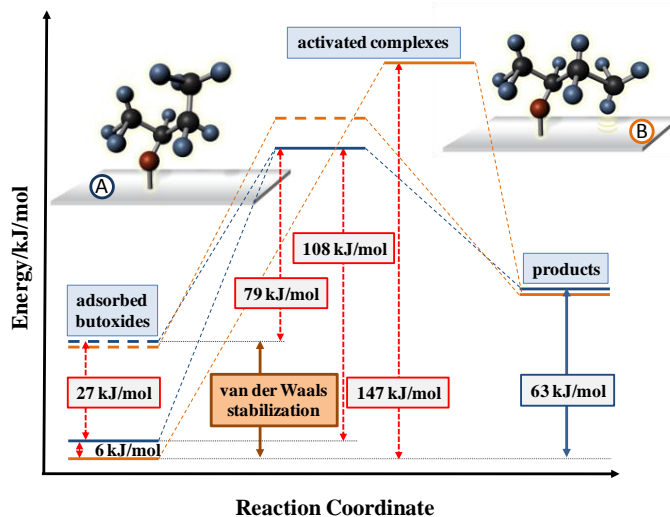 activated complexes
A
B
Energy/kJ/mol
adsorbed
butoxides
108 kJ/mol
79 kJ/mol
products
27 kJ/mol
van der Waals
stabilization
147 kJ/mol
63 kJ/mol
6 kJ/mol
Reaction Coordinate